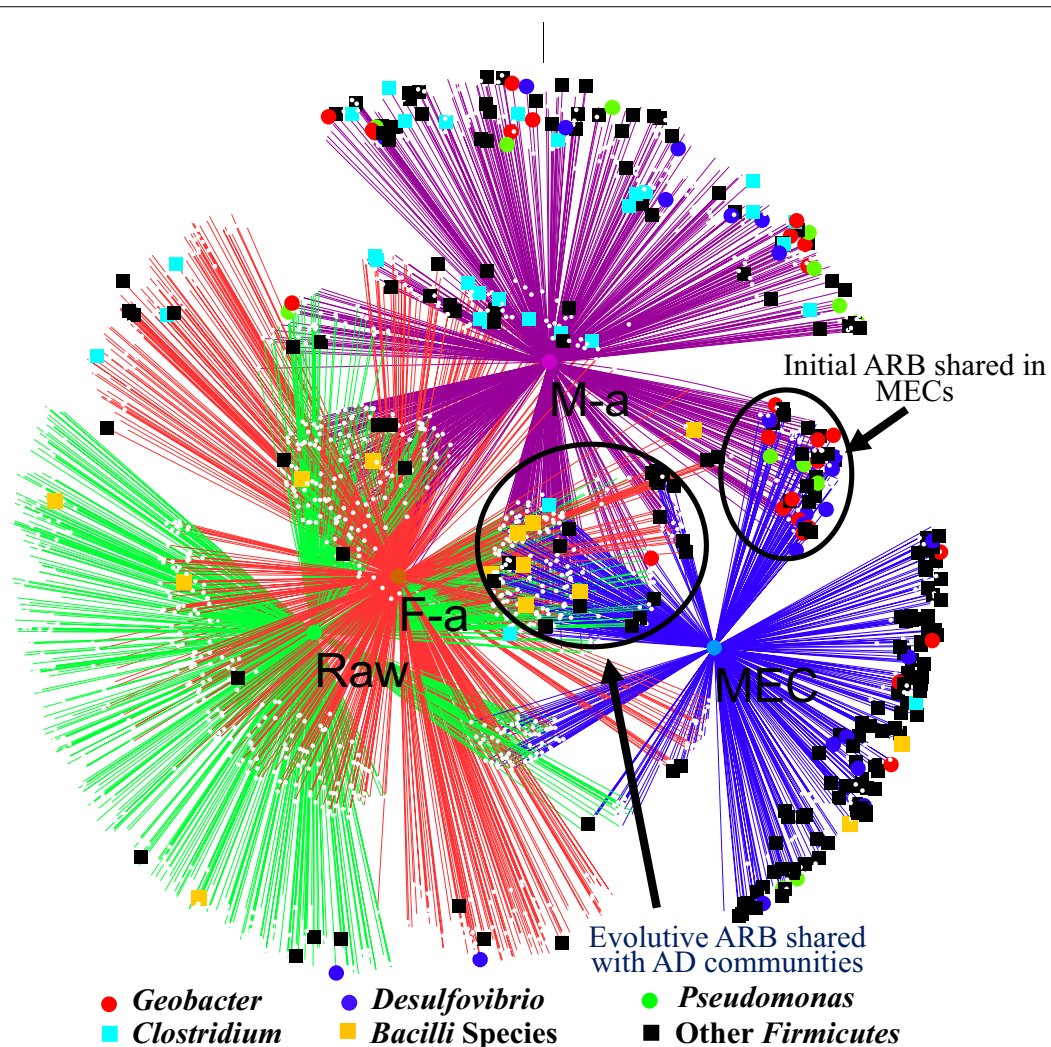 Initial ARB shared in
MECs
M-a
F-a
Raw
MEC
Evolutive ARB shared
with AD communities
Geobacter
Desulfovibrio
Pseudomonas
Clostridium
Bacilli Species
Other Firmicutes